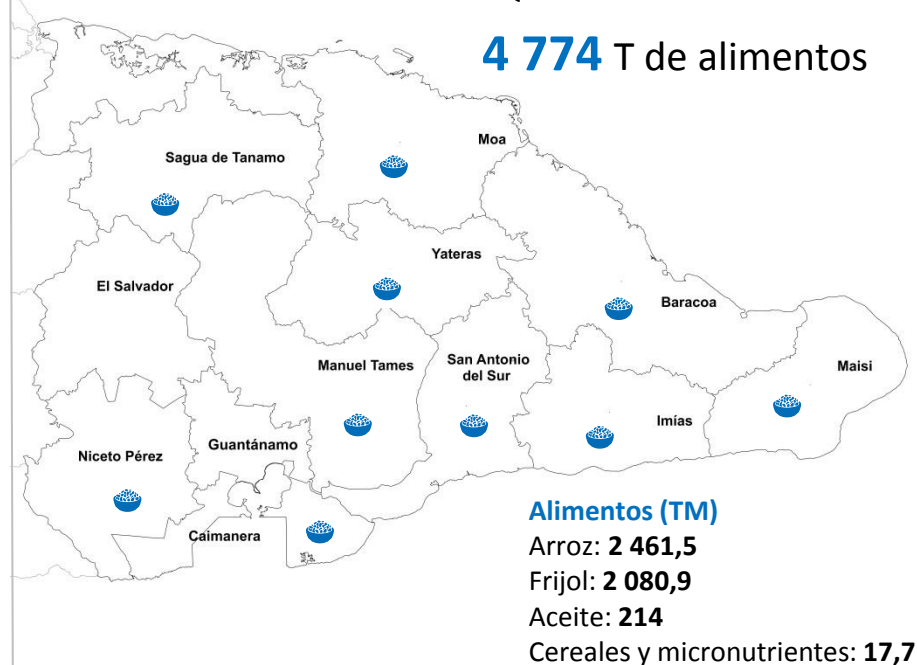 4 774 T de alimentos
Moa
Sagua de Tanamo
Yateras
El Salvador
Baracoa
San Antonio
del Sur
Manuel Tames
Maisi
Imías
Guantánamo
Niceto Pérez
Caimanera
Alimentos (TM)
Arroz: 2 461,5
Frijol: 2 080,9
Aceite: 214
Cereales y micronutrientes: 17,7